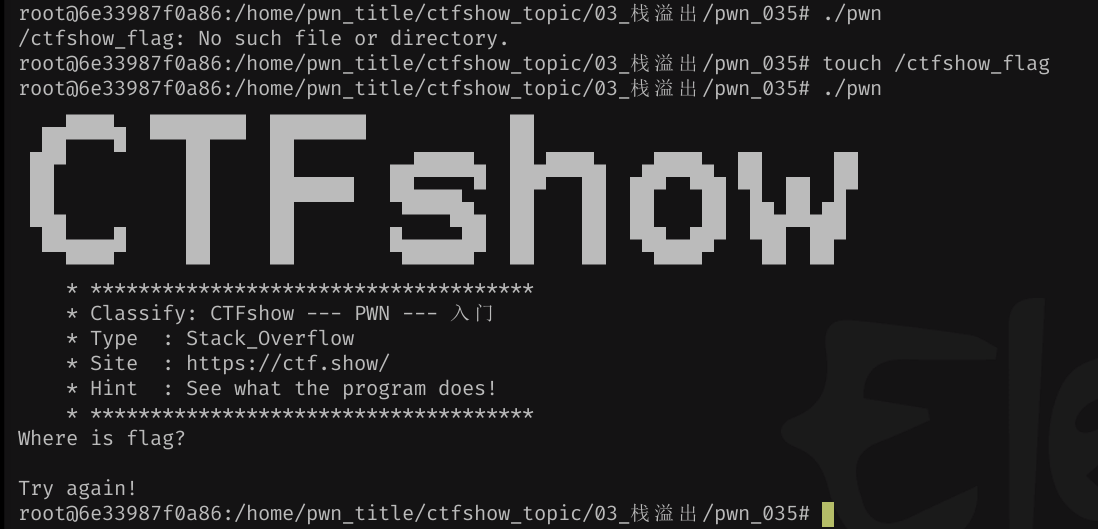 root@6e33987f0a86:/home/pwn_title/ctfshow_topic/03_栈溢出/pwn_035# ./pwn
/ctfshow_flag: No such file or directory.
root@6e33987f0a86:/home/pwn_title/ctfshow_topic/03_栈溢出/pwn_035# touch /ctfshow_flag
root@6e33987f0a86:/home/pwn_title/ctfshow_topic/03_栈溢出/pwn_035# ./pwn
CTFshow
* *************************************
* Classify: CTFshow --- PWN --- 入门
* Type  : Stack_Overflow
* Site  : https://ctf.show/
* Hint  : See what the program does!
* *************************************
Where is flag?
Try again!
root@6e33987f0a86:/home/pwn_title/ctfshow_topic/03_栈溢出/pwn_035#